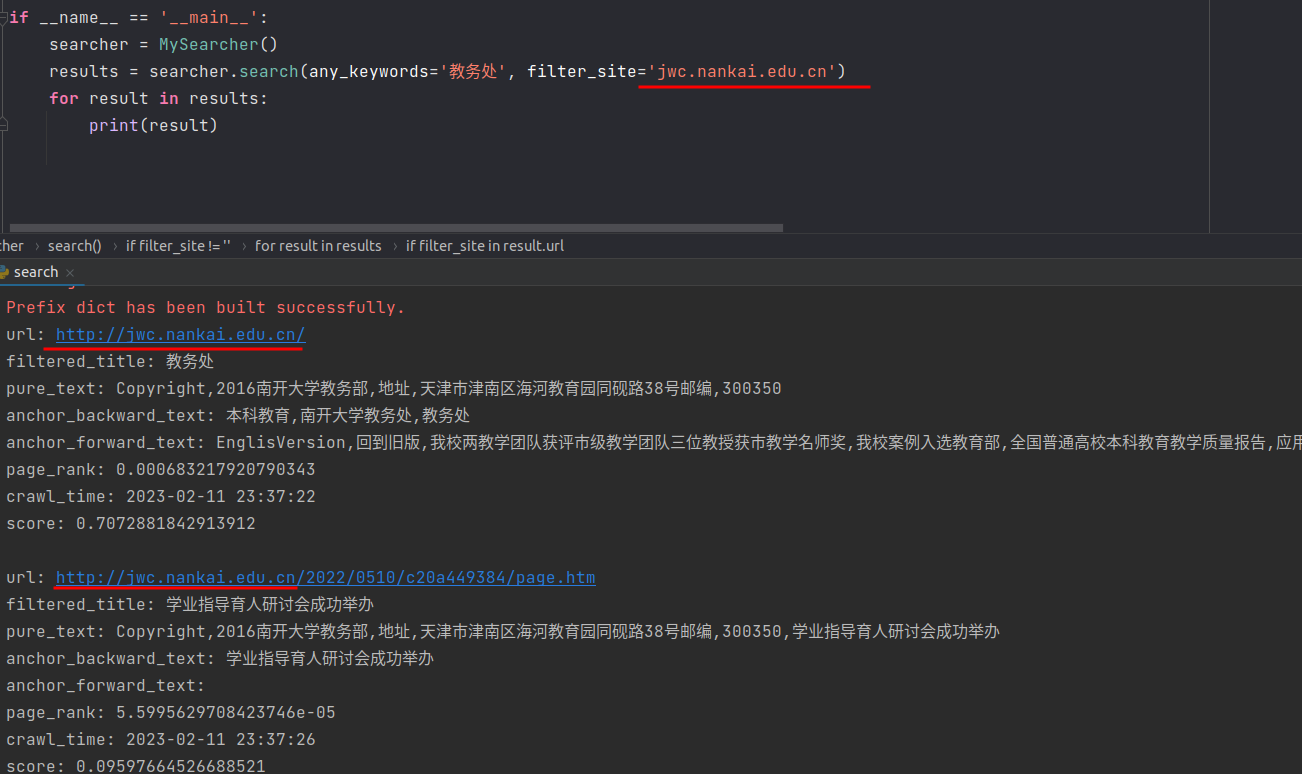 if __name__ == '__main__':
    searcher = MySearcher()
    results = searcher.search(any_keywords='教务处', filter_site='jwc.nankai.edu.cn')
    for result in results:
        print(result)
cher › search() › if filter_site != '' › for result in results › if filter_site in result.url
search ×
Prefix dict has been built successfully.
url: http://jwc.nankai.edu.cn/
filtered_title: 教务处
pure_text: Copyright,2016南开大学教务部,地址,天津市津南区海河教育园同砚路38号邮编,300350
anchor_backward_text: 本科教育,南开大学教务处,教务处
anchor_forward_text: EnglisVersion,回到旧版,我校两教学团队获评市级教学团队三位教授获市教学名师奖,我校案例入选教育部,全国普通高校本科教育教学质量报告,应用
page_rank: 0.000683217920790343
crawl_time: 2023-02-11 23:37:22
score: 0.7072881842913912
url: http://jwc.nankai.edu.cn/2022/0510/c20a449384/page.htm
filtered_title: 学业指导育人研讨会成功举办
pure_text: Copyright,2016南开大学教务部,地址,天津市津南区海河教育园同砚路38号邮编,300350,学业指导育人研讨会成功举办
anchor_backward_text: 学业指导育人研讨会成功举办
anchor_forward_text:
page_rank: 5.5995629708423746e-05
crawl_time: 2023-02-11 23:37:26
score: 0.09597664526688521